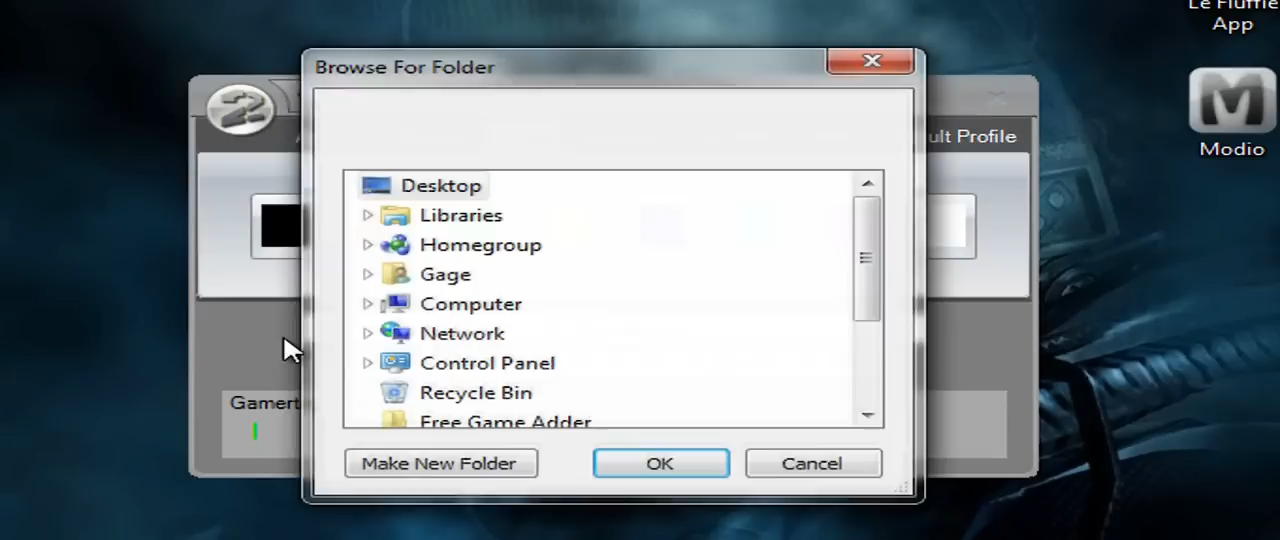 Le Fluffie
App
Browse For Folder
Modio
ult Profile
Desktop
Libraries
Homegroup
Gage
Computer
Network
Control Panel
Recycle Bin
Free Game Adder
Gamert
Make New Folder
OK
Cancel